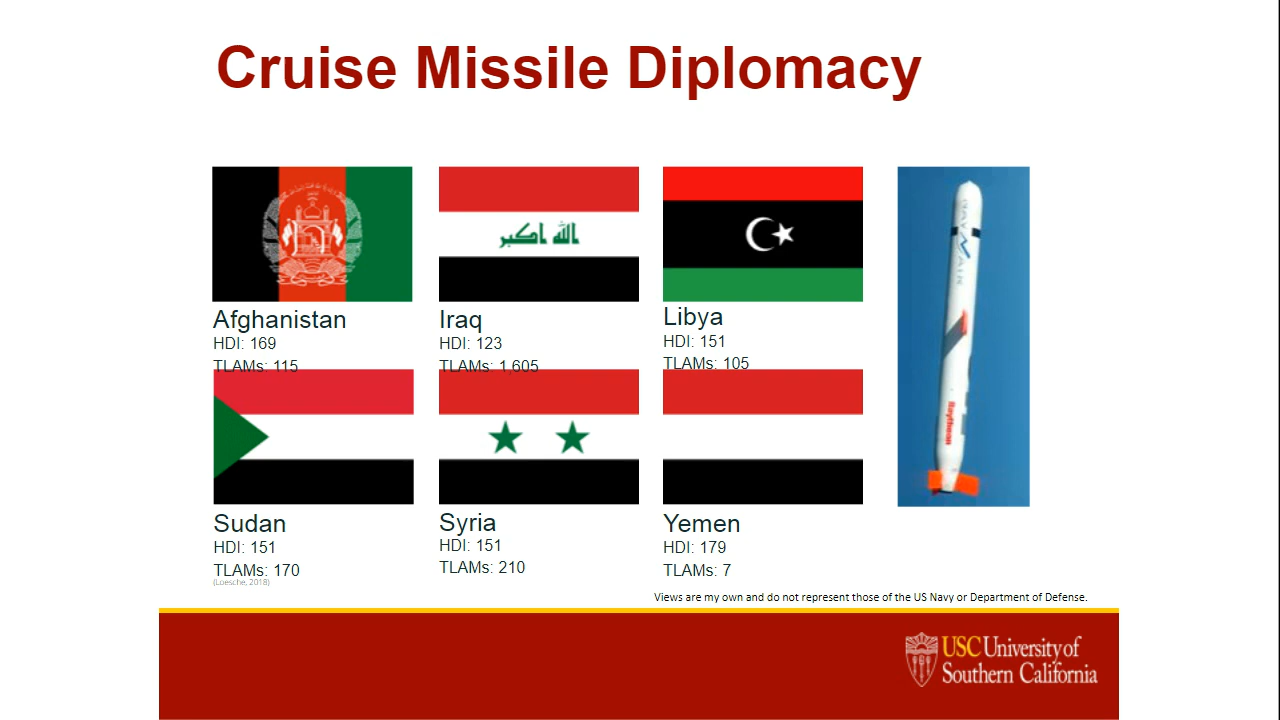 Cruise Missile Diplomacy
الله اكبر
Afghanistan
HDI: 169
TLAMs: 115
Iraq
HDI: 123
TLAMs: 1,605
Libya
HDI: 151
TLAMs: 105
Raytheon
Sudan
HDI: 151
TLAMs: 170
(Loesche, 2018)
Syria
HDI: 151
TLAMs: 210
Yemen
HDI: 179
TLAMs: 7
Views are my own and do not represent those of the US Navy or Department of Defense.
USC University of
Southern California